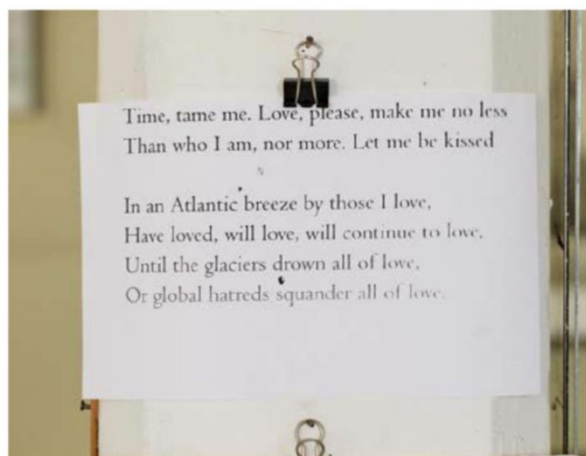 Time, tame me. Love, please, make me no less
Than who I am, nor more. Let me be kissed
In an Atlantic breeze by those I love,
Have loved, will love, will continue to love,
Until the glaciers drown all of love,
Or global hatreds squander all of love.